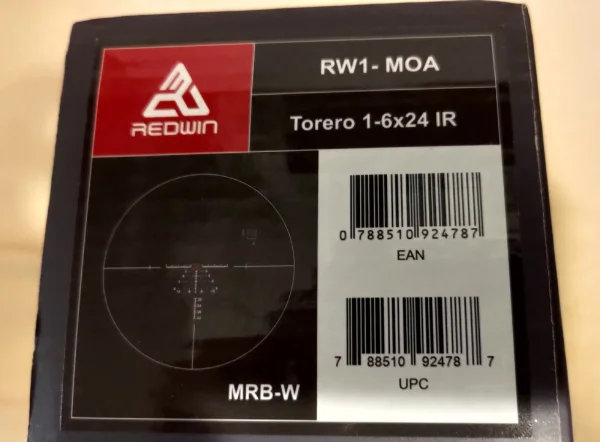 REDWIN
RW1- MOA
Torero 1-6x24 IR
0 788510 924787
EAN
7 88510 92478 7
UPC
MRB-W